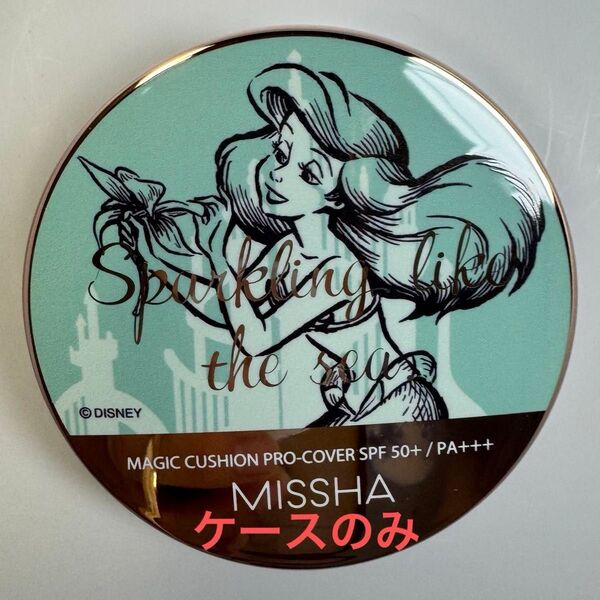 Sparkling like
the sea
© DISNEY
MAGIC CUSHION PRO-COVER SPF 50+ / PA+++
MISSHA
ケースのみ